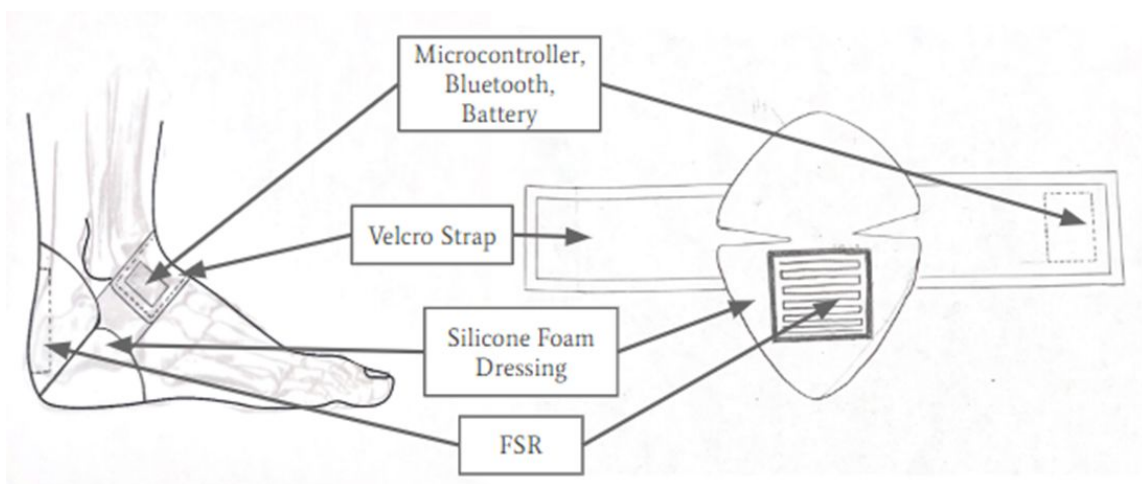 Microcontroller,
Bluetooth,
Battery
Velcro Strap
Silicone Foam
Dressing
FSR